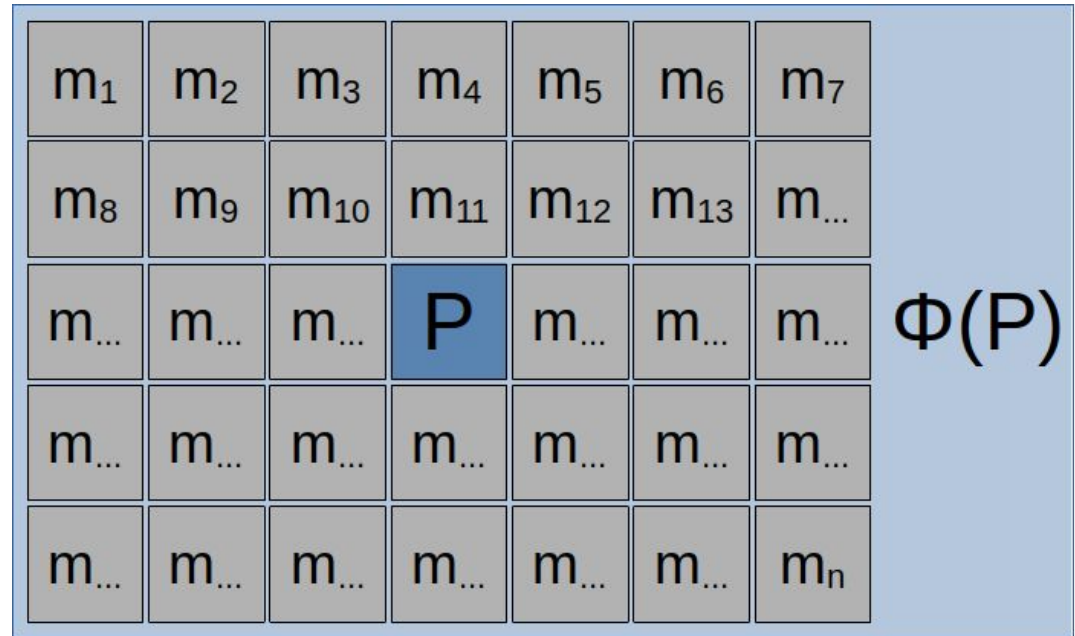 m₁ m₂ m₃ m₄ m₅ m₆ m₇
m₈ m₉ m₁₀ m₁₁ m₁₂ m₁₃ m...
m... m... m... P m... m... m... Φ(P)
m... m... m... m... m... m... m...
m... m... m... m... m... m... mₙ